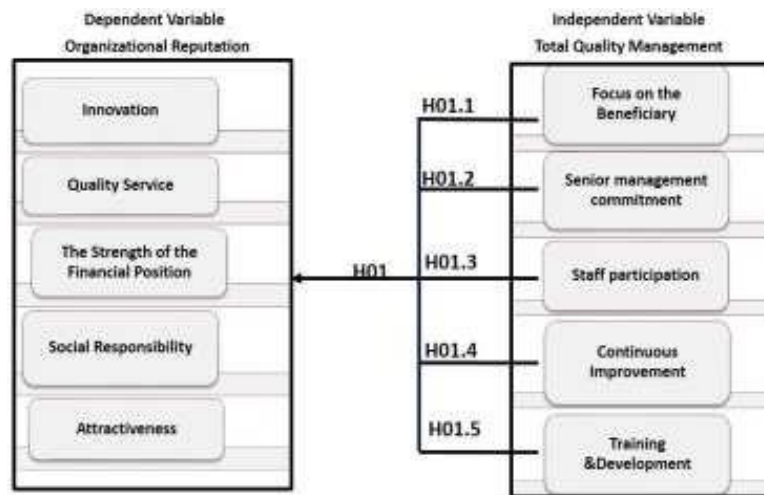 Dependent Variable
Organizational Reputation
Innovation
Quality Service
The Strength of the
Financial Position
Social Responsibility
Attractiveness
H01
H01.1
H01.2
H01.3
H01.4
H01.5
Independent Variable
Total Quality Management
Focus on the
Beneficiary
Senior management
commitment
Staff participation
Continuous
Improvement
Training
&Development